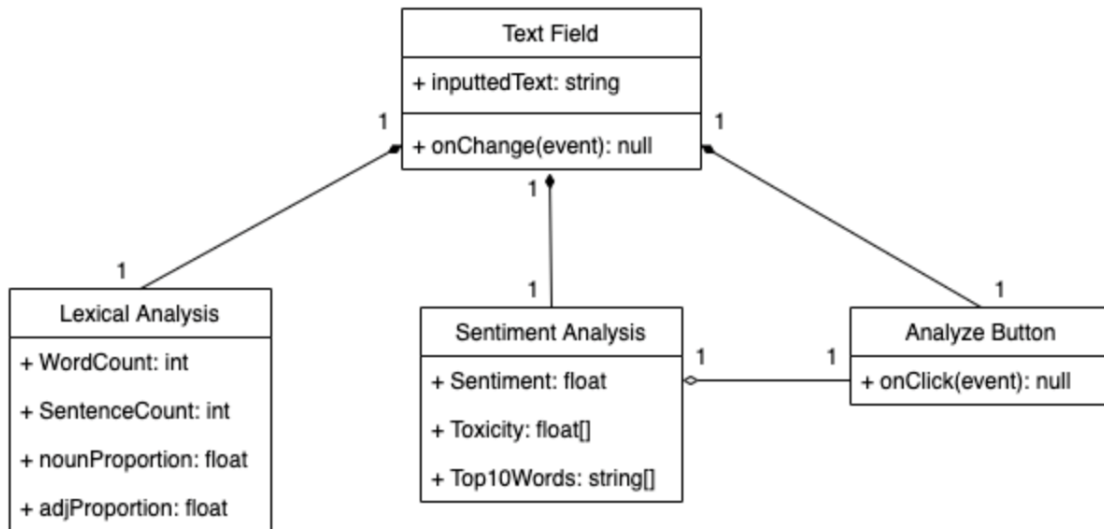 Text Field
+ inputtedText: string
+ onChange(event): null
1
1
1
1
1
1
Lexical Analysis
+ WordCount: int
+ SentenceCount: int
+ nounProportion: float
+ adjProportion: float
Sentiment Analysis
+ Sentiment: float
+ Toxicity: float[]
+ Top10Words: string[]
1
1
Analyze Button
+ onClick(event): null